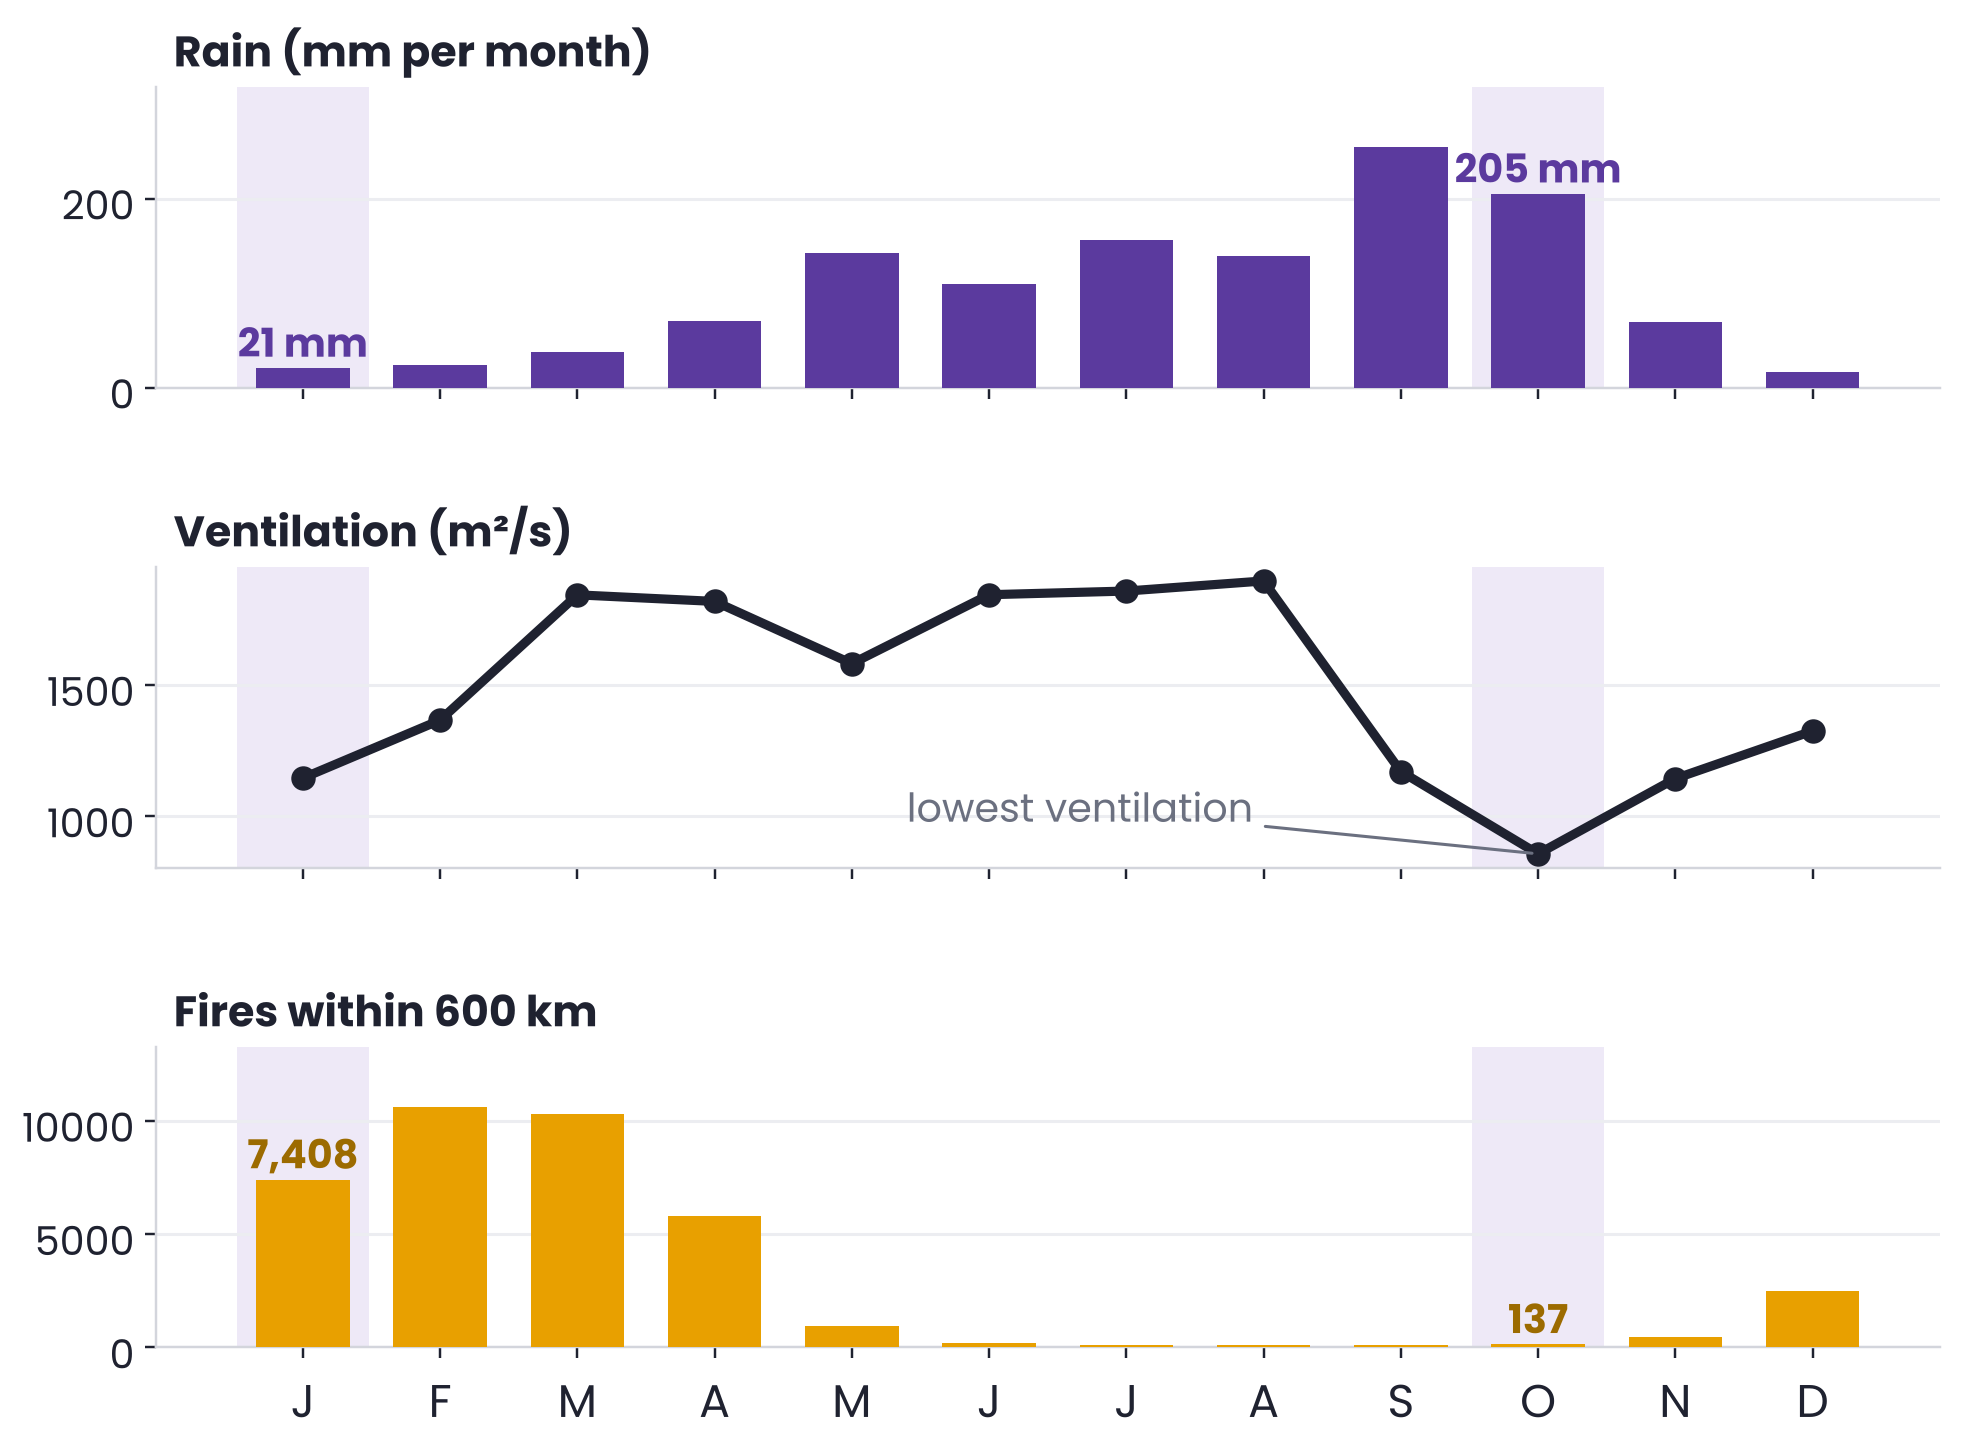 Rain (mm per month)
200
205 mm
21 mm
0
Ventilation (m²/s)
1500
1000
lowest ventilation
Fires within 600 km
10000
7,408
5000
137
0
J F M A M J J A S O N D